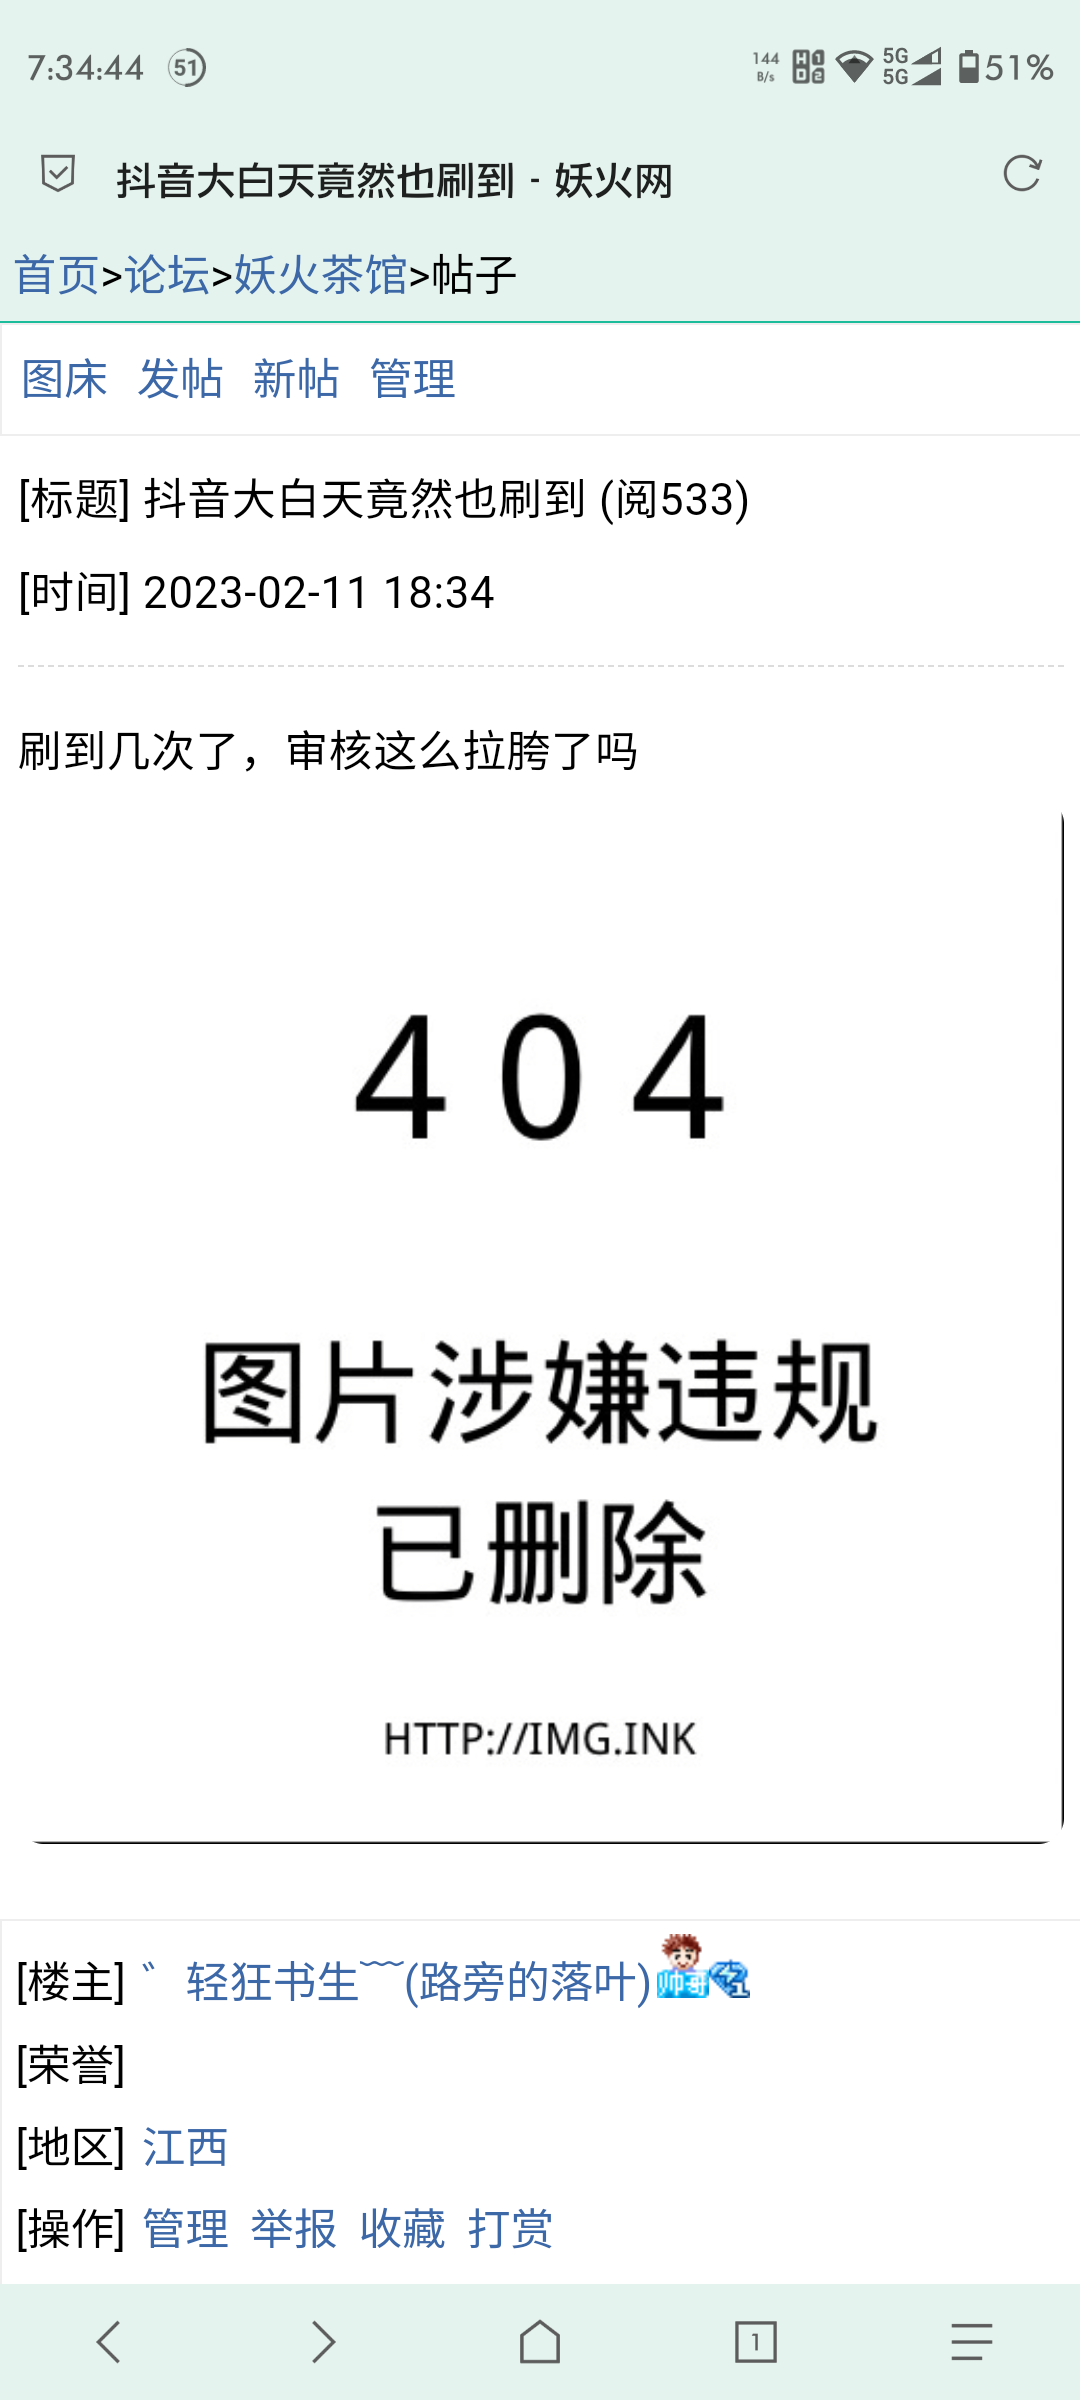 7:34:44 51 144 B/s HD 1 2 5G 5G 51%
抖音大白天竟然也刷到 - 妖火网
首页>论坛>妖火茶馆>帖子
图床 发帖 新帖 管理
[标题] 抖音大白天竟然也刷到 (阅533)
[时间] 2023-02-11 18:34
刷到几次了，审核这么拉胯了吗
404
图片涉嫌违规
已删除
HTTP://IMG.INK
[楼主] ゛ 轻狂书生﹌(路旁的落叶) 帅哥
[荣誉]
[地区] 江西
[操作] 管理 举报 收藏 打赏
1